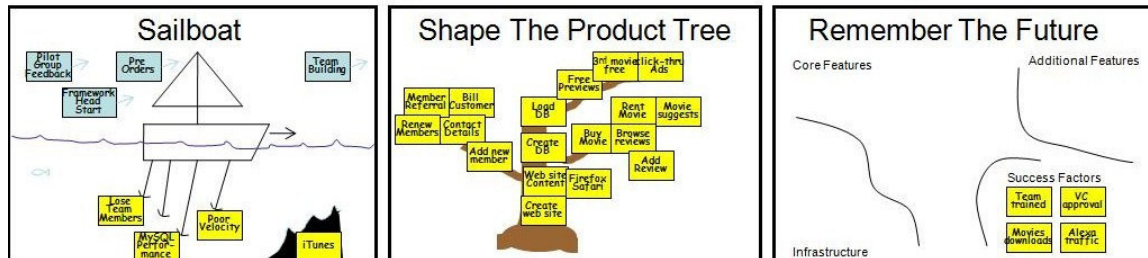 Sailboat
Pilot
Group
Feedback
Pre
Orders
Team
Building
Framework
Head
Start
Lose
Team
Members
MySQL
Perfor-
mance
Poor
Velocity
iTunes
Shape The Product Tree
3rd movie
free
click-thru
Ads
Free
Previews
Member
Referral
Bill
Customer
Load
DB
Rent
Movie
Movie
suggests
Renew
Members
Contact
Details
Create
DB
Buy
Movie
Browse
reviews
Add new
member
Add
Review
Web site
Content
Firefox
Safari
Create
web site
Remember The Future
Core Features
Additional Features
Success Factors
Team
trained
VC
approval
Movies
downloads
Alexa
traffic
Infrastructure